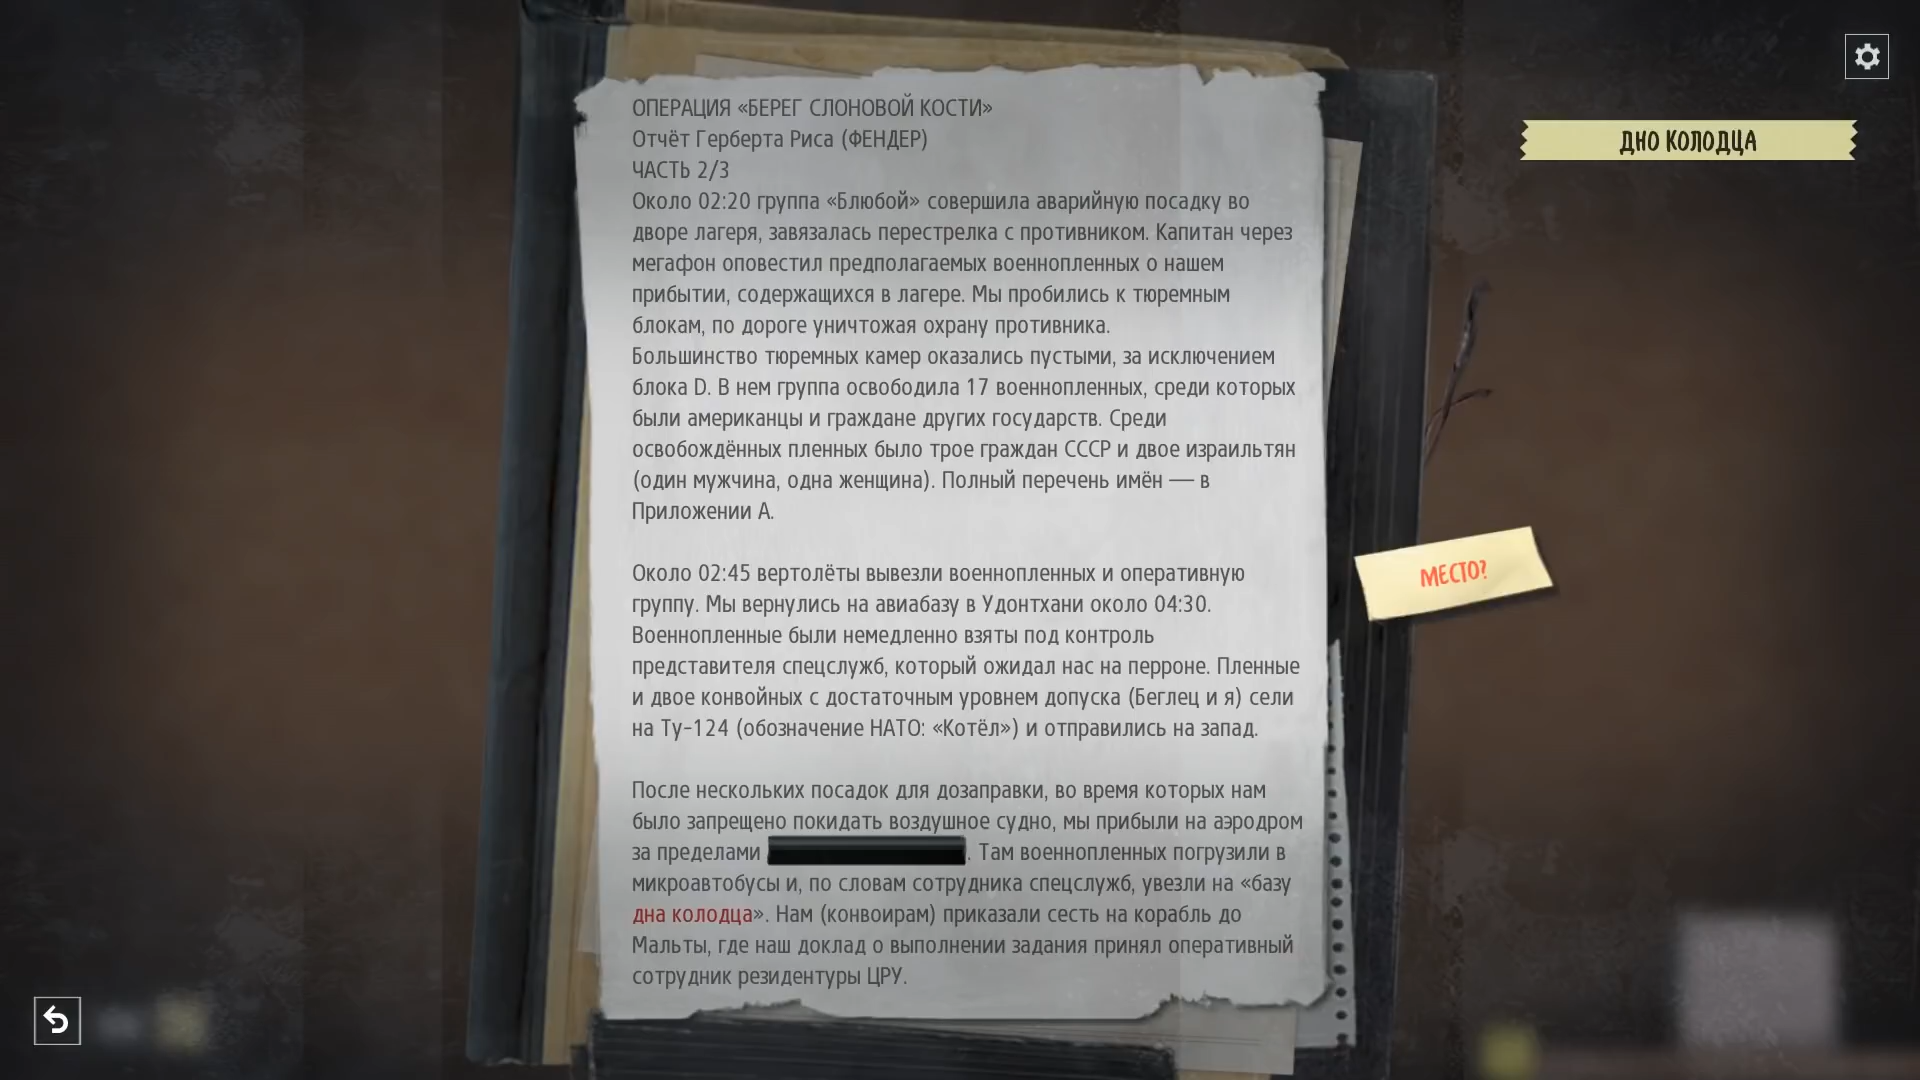 ОПЕРАЦИЯ «БЕРЕГ СЛОНОВОЙ КОСТИ»
Отчёт Герберта Риса (ФЕНДЕР)
ЧАСТЬ 2/3
Около 02:20 группа «Блюбой» совершила аварийную посадку во
дворе лагеря, завязалась перестрелка с противником. Капитан через
мегафон оповестил предполагаемых военнопленных о нашем
прибытии, содержащихся в лагере. Мы пробились к тюремным
блокам, по дороге уничтожая охрану противника.
Большинство тюремных камер оказались пустыми, за исключением
блока D. В нем группа освободила 17 военнопленных, среди которых
были американцы и граждане других государств. Среди
освобождённых пленных было трое граждан СССР и двое израильтян
(один мужчина, одна женщина). Полный перечень имён — в
Приложении А.
Около 02:45 вертолёты вывезли военнопленных и оперативную
группу. Мы вернулись на авиабазу в Удонтхани около 04:30.
Военнопленные были немедленно взяты под контроль
представителя спецслужб, который ожидал нас на перроне. Пленные
и двое конвойных с достаточным уровнем допуска (Беглец и я) сели
на Ту-124 (обозначение НАТО: «Котёл») и отправились на запад.
После нескольких посадок для дозаправки, во время которых нам
было запрещено покидать воздушное судно, мы прибыли на аэродром
за пределами . Там военнопленных погрузили в
микроавтобусы и, по словам сотрудника спецслужб, увезли на «базу
дна колодца». Нам (конвоирам) приказали сесть на корабль до
Мальты, где наш доклад о выполнении задания принял оперативный
сотрудник резидентуры ЦРУ.
ДНО КОЛОДЦА
МЕСТО?